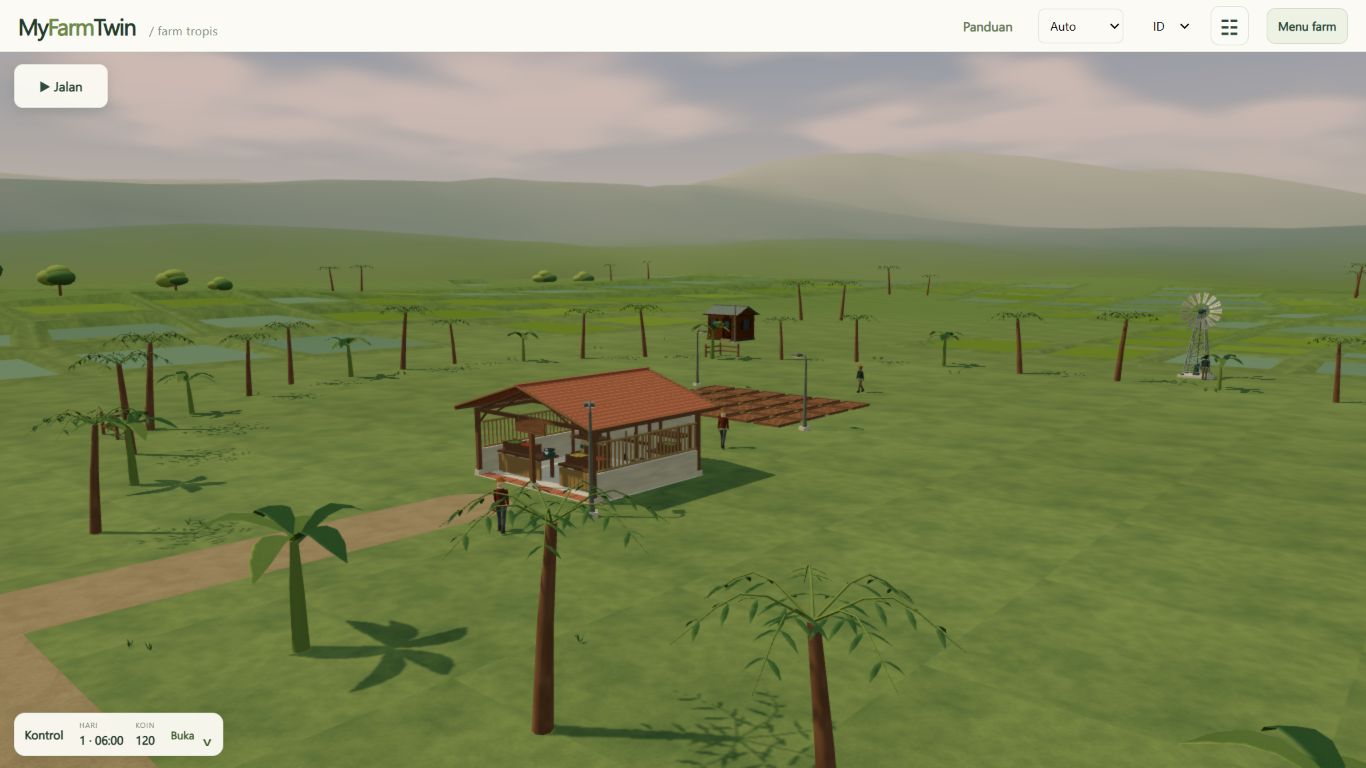 MyFarmTwin / farm tropis
Panduan
Auto
ID
Menu farm
▶ Jalan
Kontrol
HARI
1 · 06:00
KOIN
120
Buka